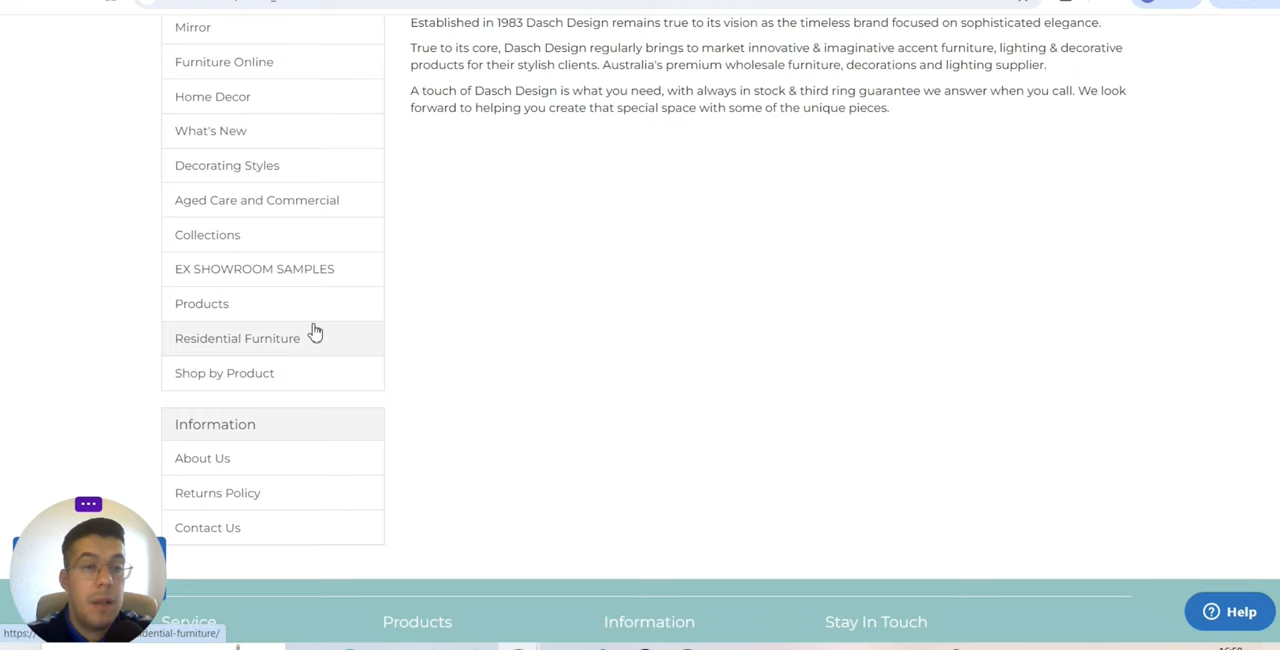 Mirror
Furniture Online
Home Decor
What's New
Decorating Styles
Aged Care and Commercial
Collections
EX SHOWROOM SAMPLES
Products
Residential Furniture
Shop by Product
Information
About Us
Returns Policy
Contact Us
Established in 1983 Dasch Design remains true to its vision as the timeless brand focused on sophisticated elegance.
True to its core, Dasch Design regularly brings to market innovative & imaginative accent furniture, lighting & decorative
products for their stylish clients. Australia's premium wholesale furniture, decorations and lighting supplier.
A touch of Dasch Design is what you need, with always in stock & third ring guarantee we answer when you call. We look
forward to helping you create that special space with some of the unique pieces.
Service
Products
Information
Stay In Touch
Help
https:/
dential-furniture/